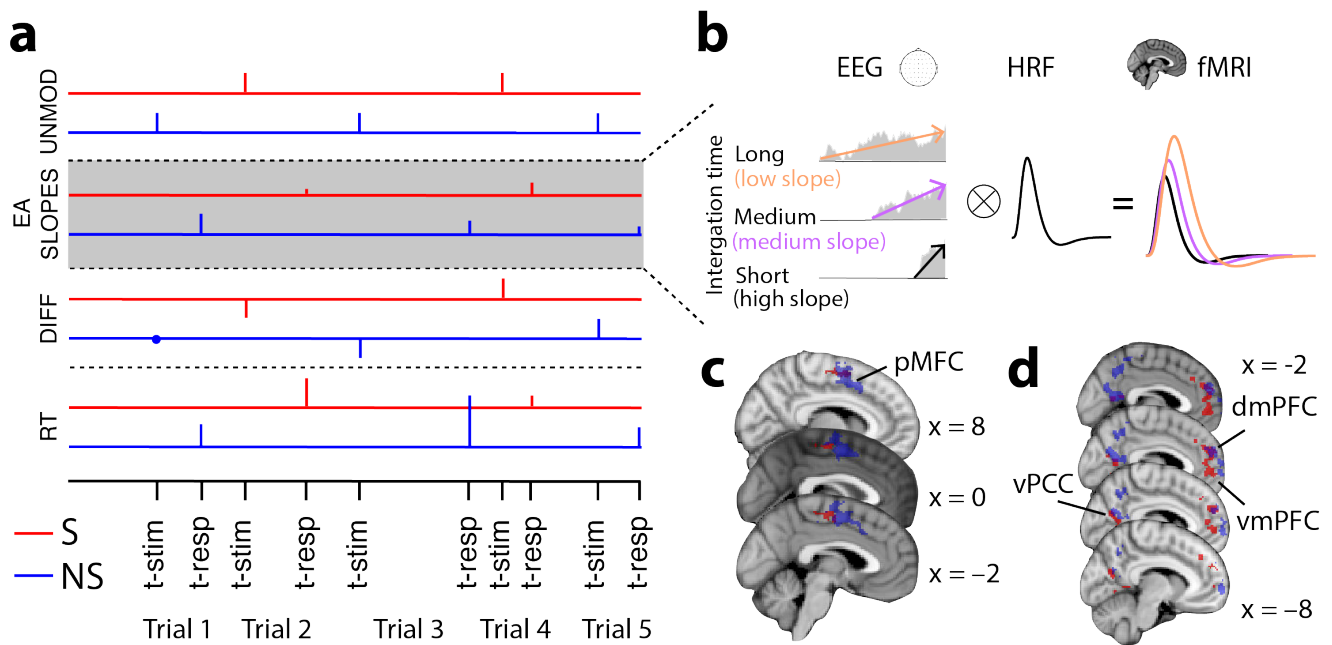 a
UNMOD
EA
SLOPES
DIFF
RT
S
NS
t-stim
t-resp
t-stim
t-resp
t-stim
t-resp
t-stim
t-resp
t-stim
t-resp
Trial 1
Trial 2
Trial 3
Trial 4
Trial 5
b
EEG
HRF
fMRI
Intergation time
Long
(low slope)
Medium
(medium slope)
Short
(high slope)
=
c
pMFC
x = 8
x = 0
x = –2
d
x = -2
dmPFC
vPCC
vmPFC
x = –8